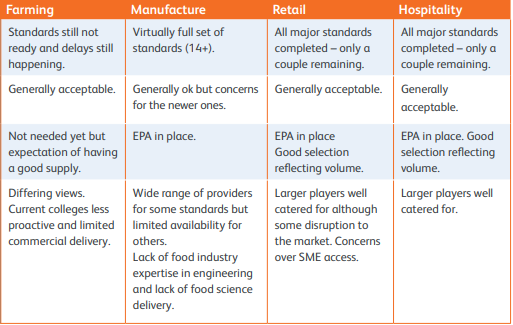 Farming Manufacture Retail Hospitality
Standards still not
ready and delays still
happening.
Virtually full set of
standards (14+).
All major standards
completed – only a
couple remaining.
All major standards
completed – only a
couple remaining.
Generally acceptable.
Generally ok but concerns
for the newer ones.
Generally acceptable.
Generally
acceptable.
Not needed yet but
expectation of having
a good supply.
EPA in place.
EPA in place
Good selection
reflecting volume.
EPA in place. Good
selection reflecting
volume.
Differing views.
Current colleges less
proactive and limited
commercial delivery.
Wide range of providers
for some standards but
limited availability for
others.
Lack of food industry
expertise in engineering
and lack of food science
delivery.
Larger players well
catered for although
some disruption to
the market. Concerns
over SME access.
Larger players well
catered for.